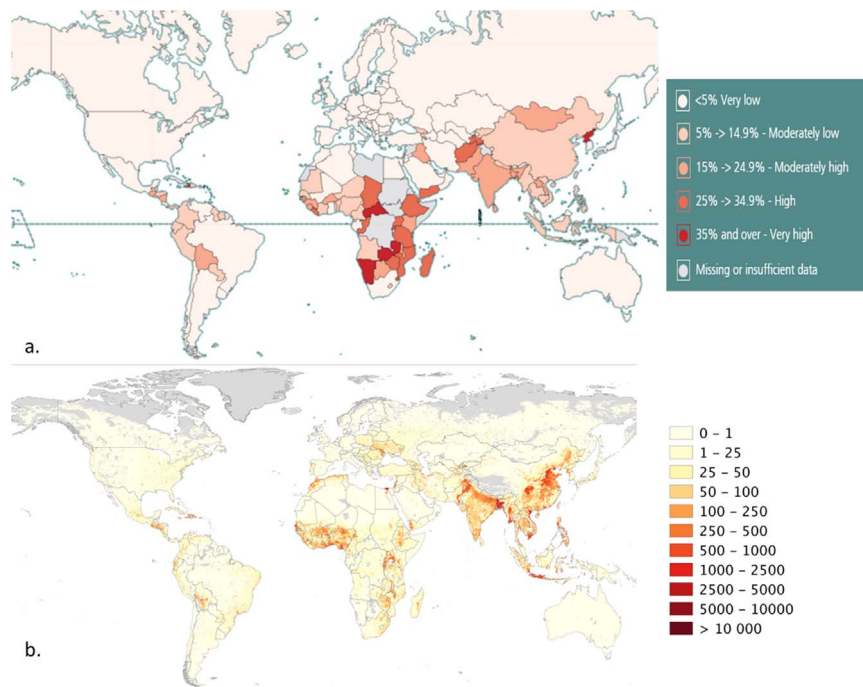 <5% Very low
5% -> 14.9% - Moderately low
15% -> 24.9% - Moderately high
25% -> 34.9% - High
35% and over - Very high
Missing or insufficient data
a.
0 – 1
1 – 25
25 – 50
50 – 100
100 – 250
250 – 500
500 – 1000
1000 – 2500
2500 – 5000
5000 – 10000
> 10 000
b.